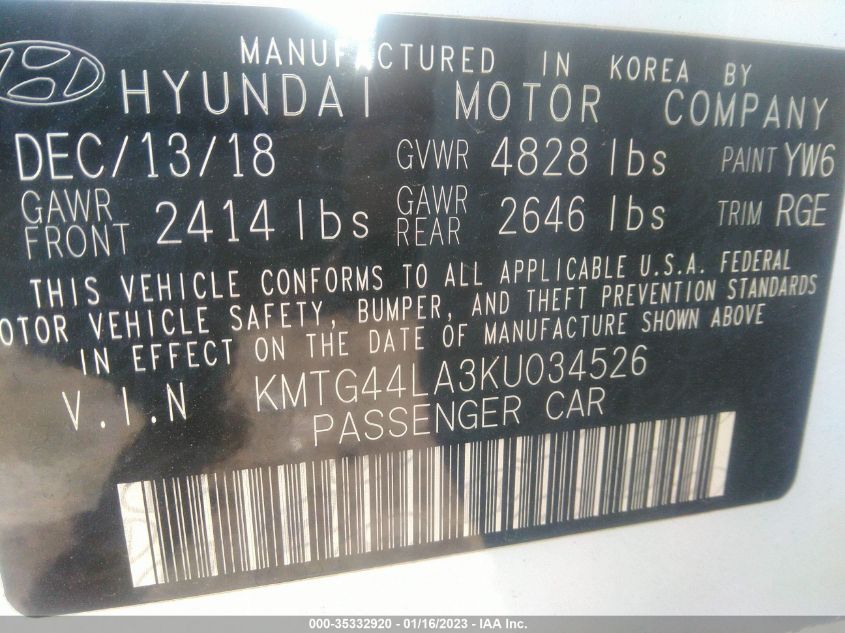 MANUFACTURED IN KOREA BY
HYUNDAI MOTOR COMPANY
DEC/13/18 GVWR 4828 lbs PAINT YW6
GAWR FRONT 2414 lbs GAWR REAR 2646 lbs TRIM RGE
THIS VEHICLE CONFORMS TO ALL APPLICABLE U.S.A. FEDERAL
OTOR VEHICLE SAFETY, BUMPER, AND THEFT PREVENTION STANDARDS
IN EFFECT ON THE DATE OF MANUFACTURE SHOWN ABOVE
V.I.N KMTG44LA3KU034526
PASSENGER CAR
000-35332920 - 01/16/2023 - IAA Inc.